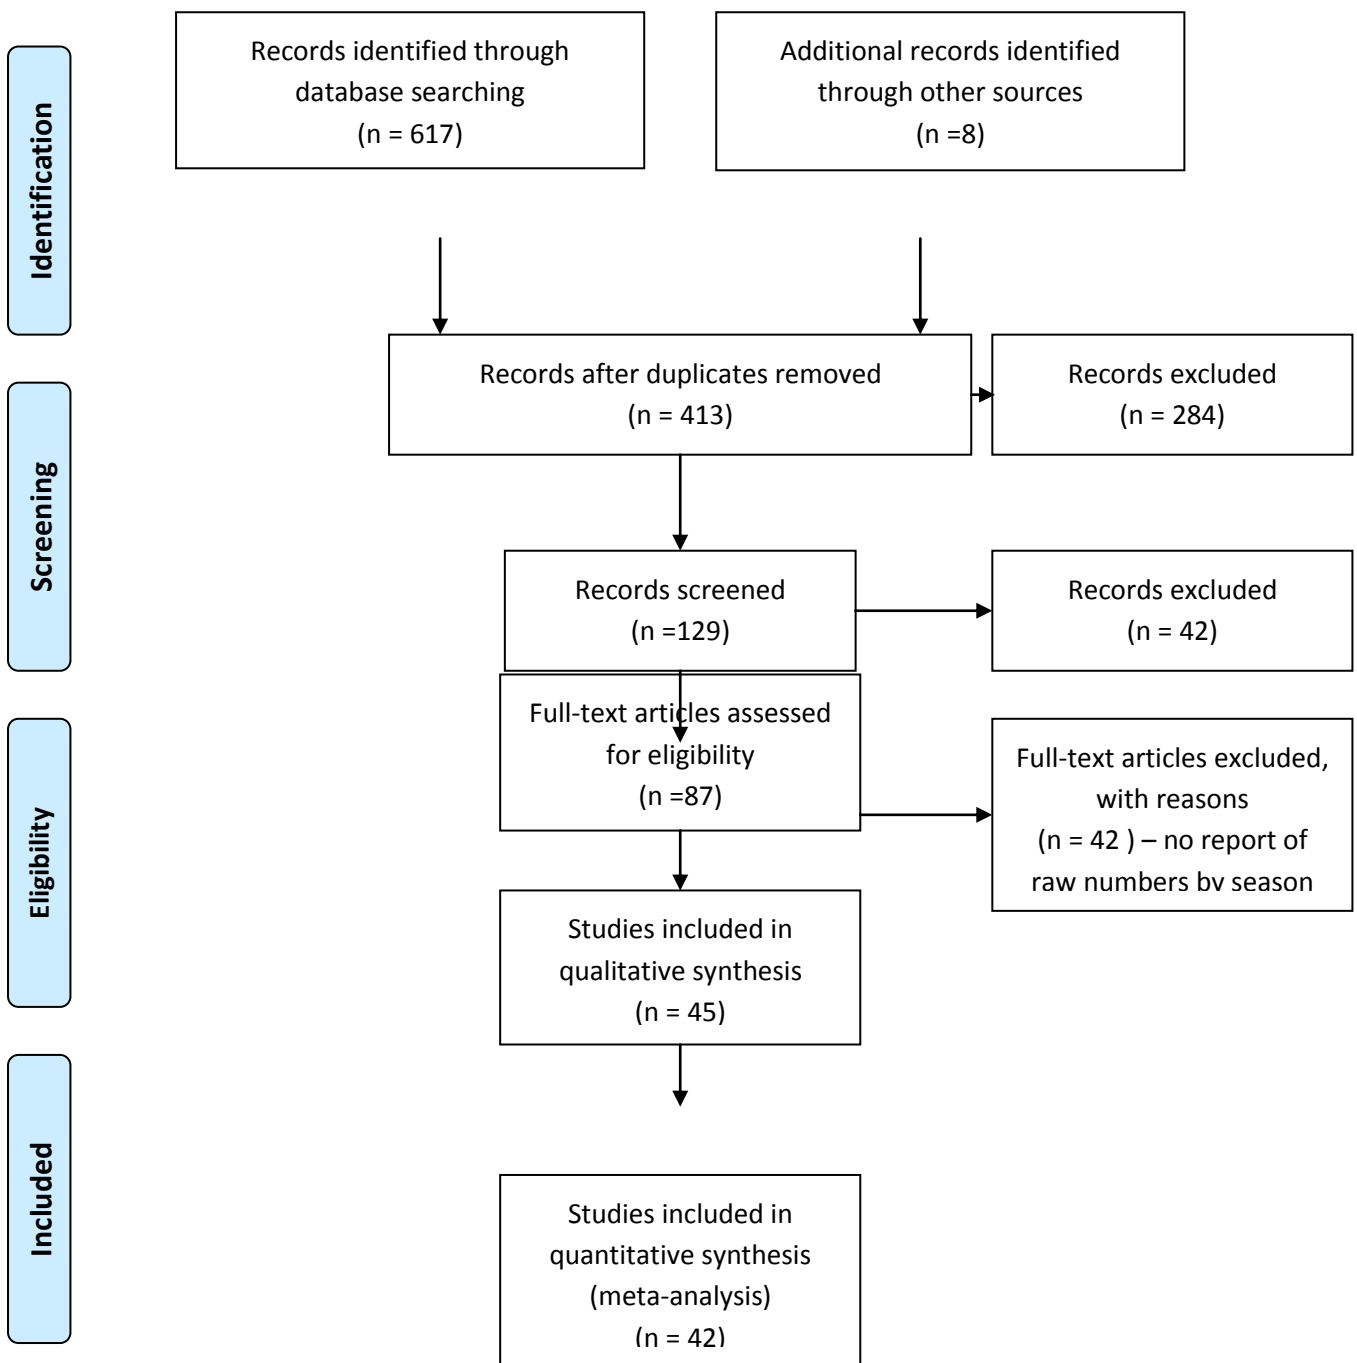 Identification
Records identified through
database searching
(n = 617)
Additional records identified
through other sources
(n =8)
Records after duplicates removed
(n = 413)
Records excluded
(n = 284)
Screening
Records screened
(n =129)
Records excluded
(n = 42)
Eligibility
Full-text articles assessed
for eligibility
(n =87)
Full-text articles excluded,
with reasons
(n = 42 ) – no report of
raw numbers by season
Studies included in
qualitative synthesis
(n = 45)
Included
Studies included in
quantitative synthesis
(meta-analysis)
(n = 42)